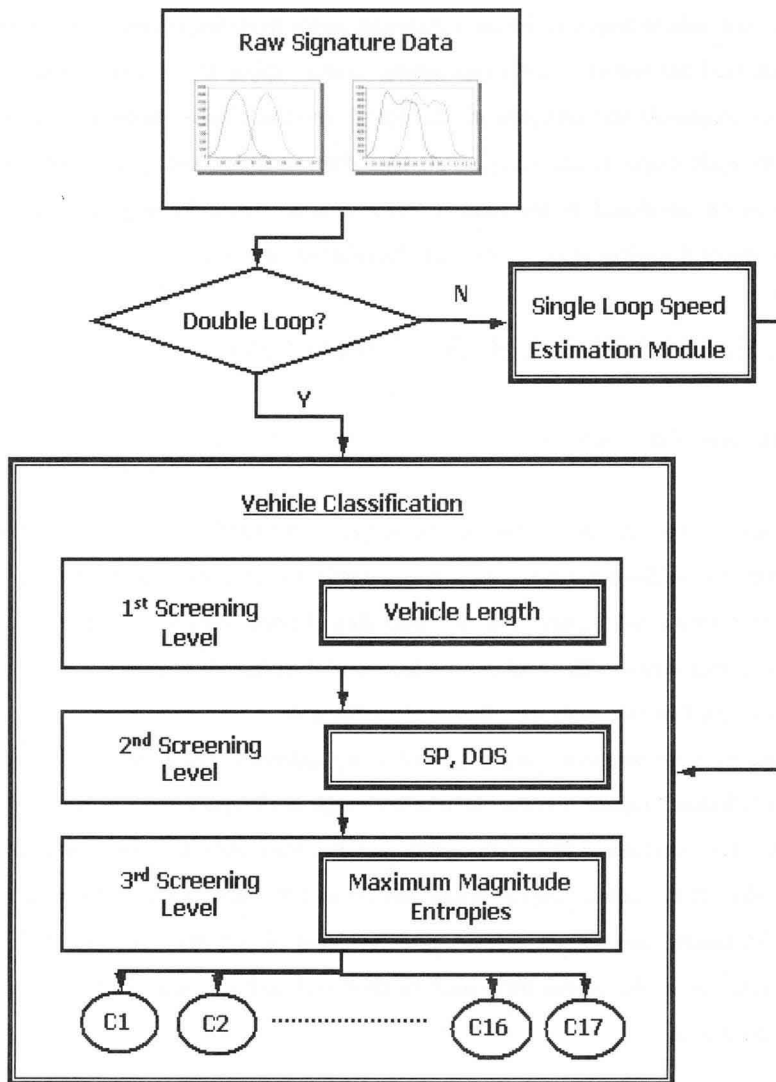 Raw Signature Data
Double Loop?
N
Single Loop Speed
Estimation Module
Y
Vehicle Classification
1st Screening
Level
Vehicle Length
2nd Screening
Level
SP, DOS
3rd Screening
Level
Maximum Magnitude
Entropies
C1
C2
C16
C17